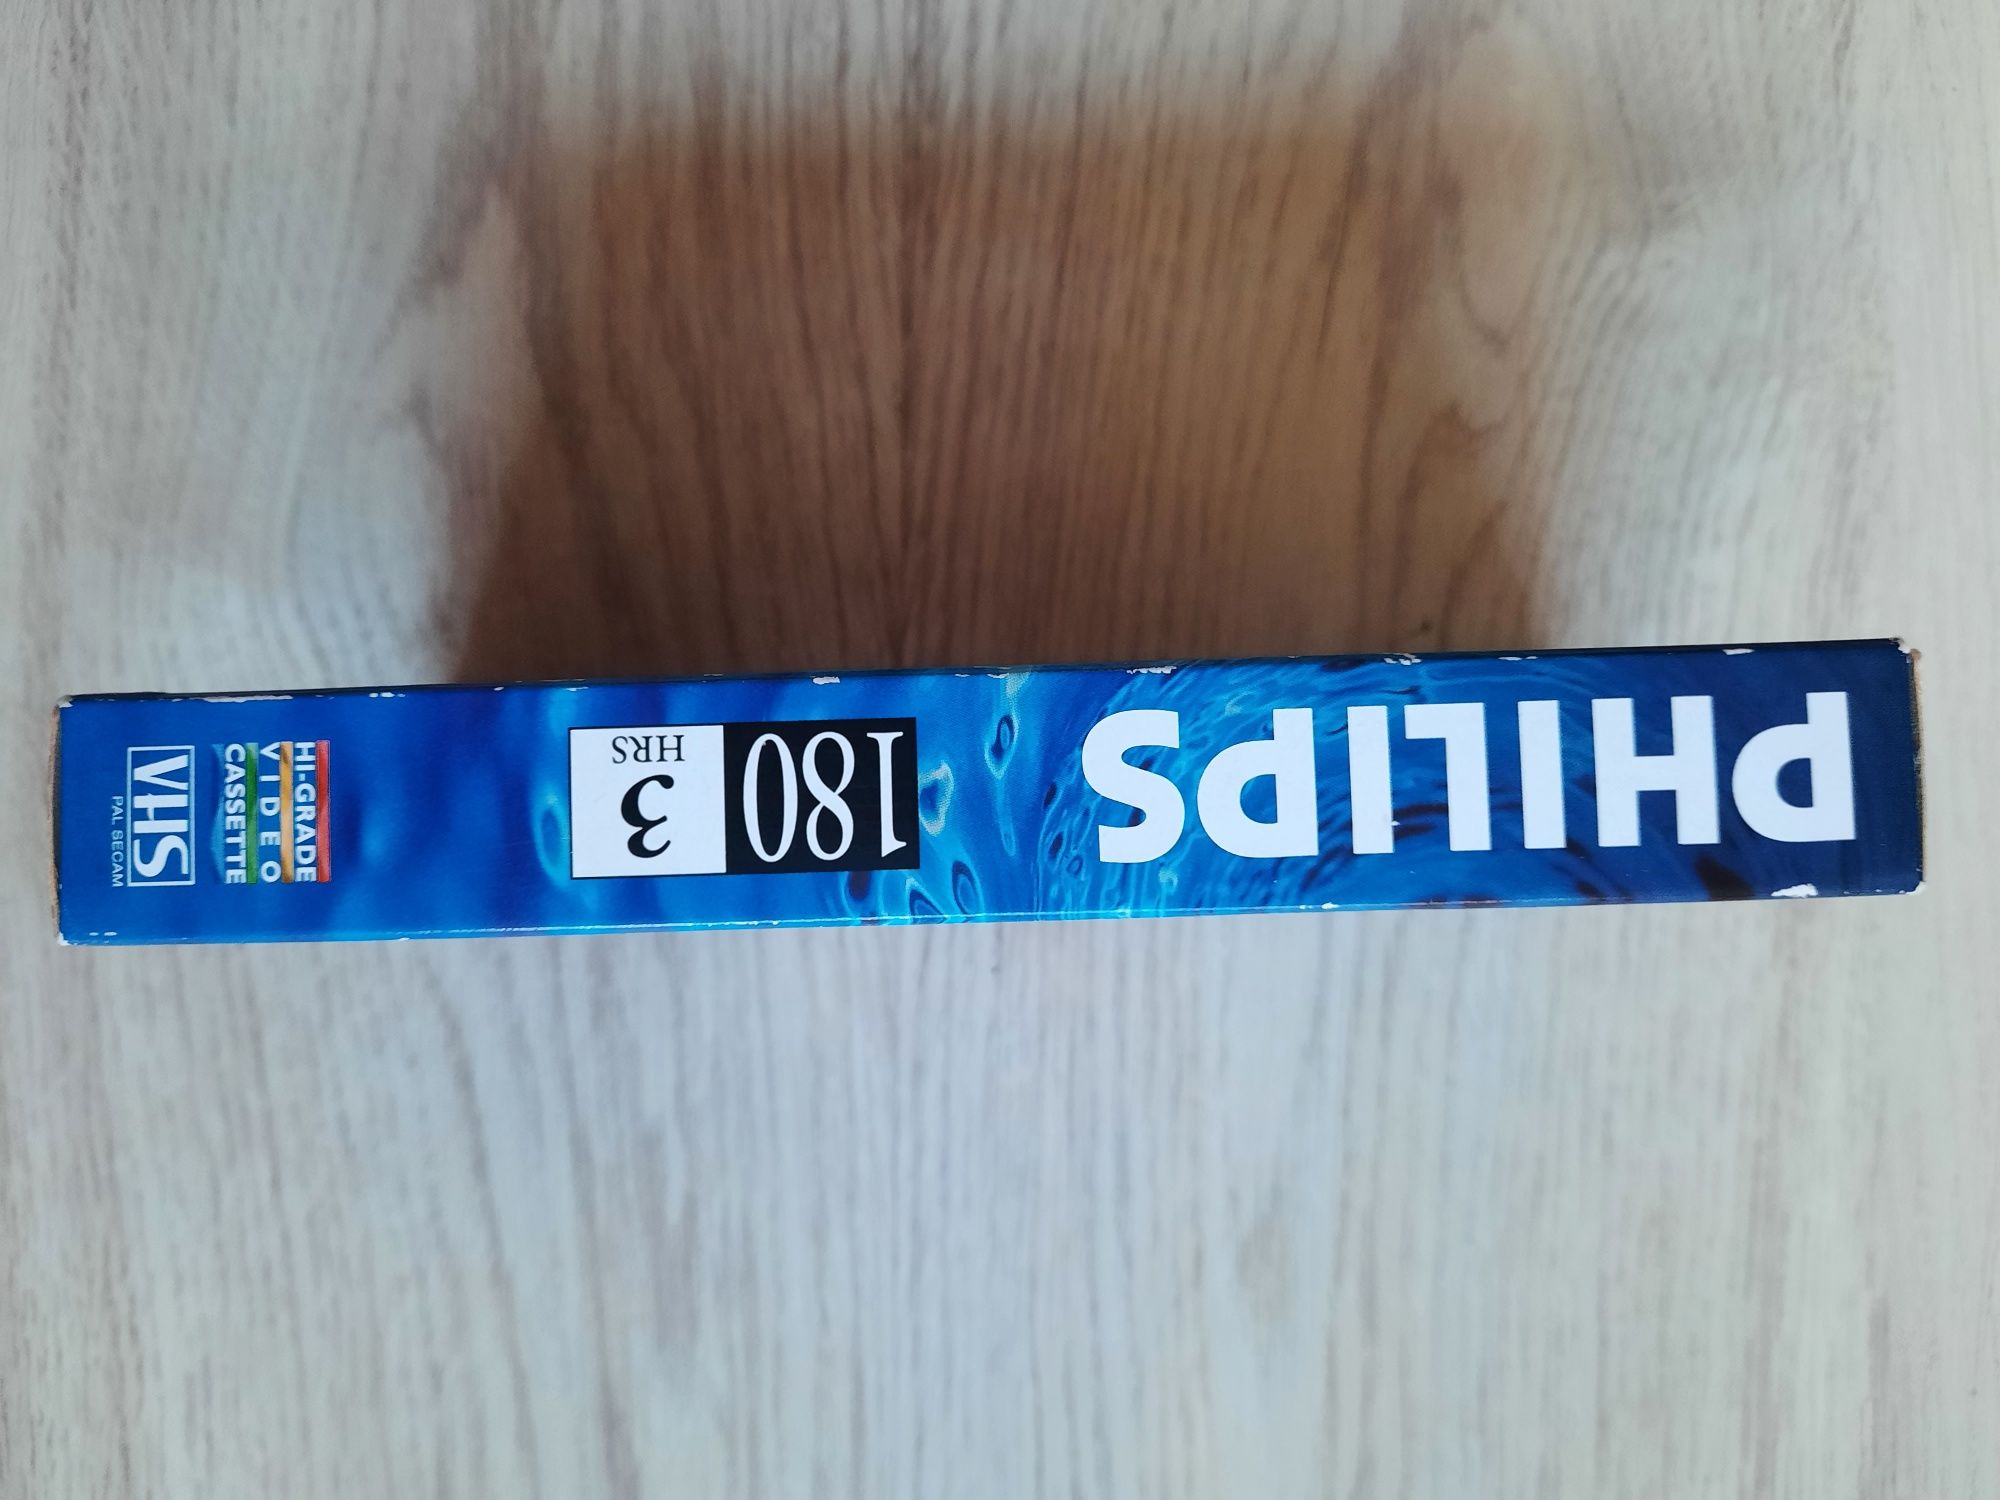 PHILIPS
180
3
HRS
HI-GRADE
VIDEO
CASSETTE
VHS
PAL SECAM